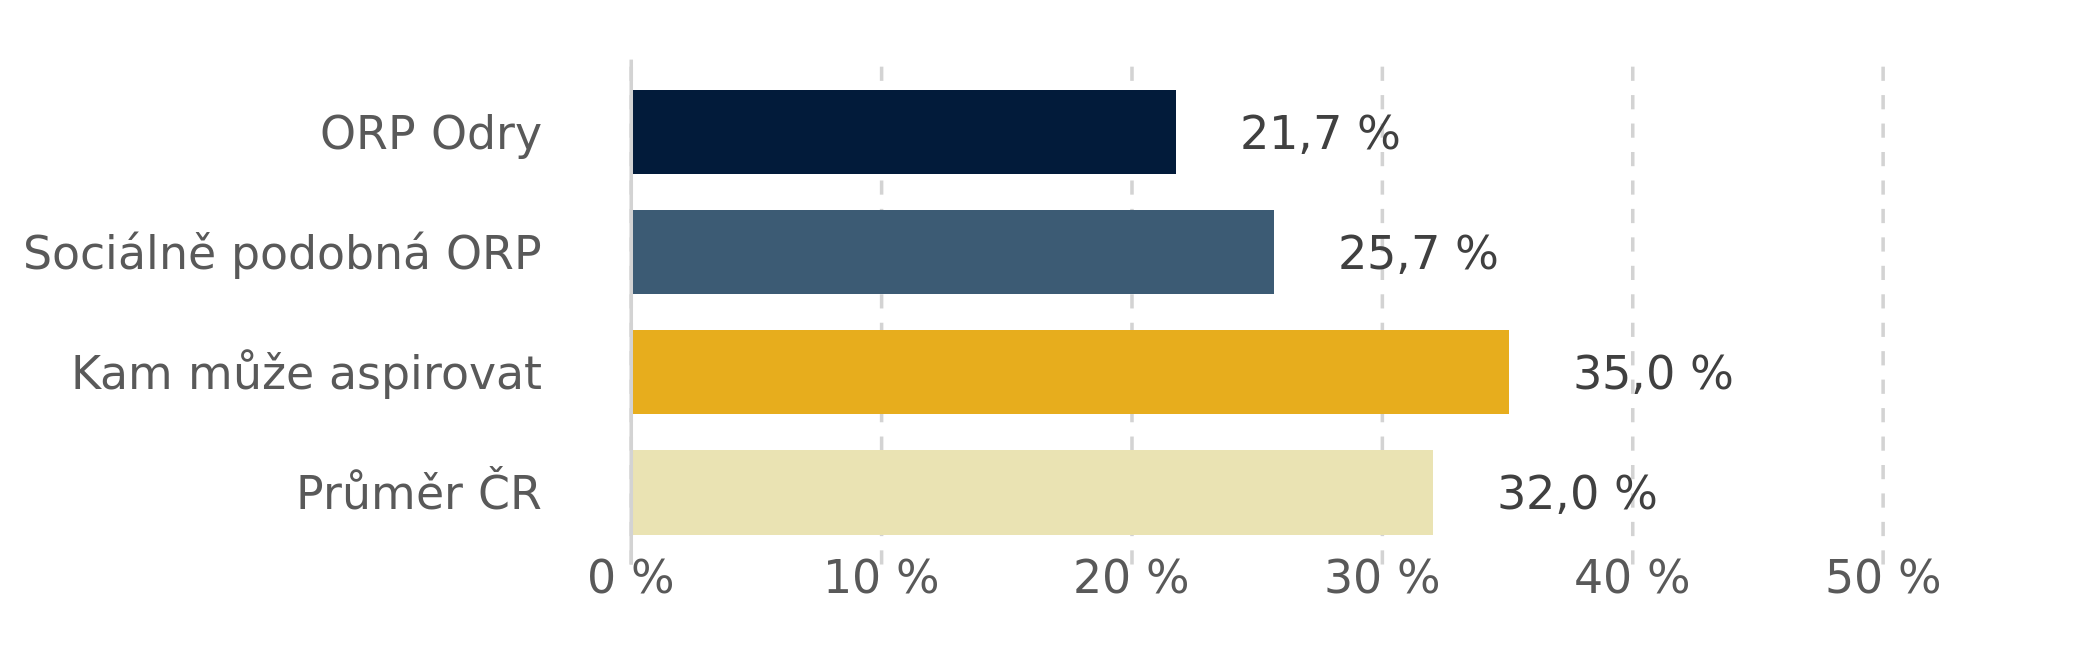 ORP Odry 21,7 %
Sociálně podobná ORP 25,7 %
Kam může aspirovat 35,0 %
Průměr ČR 32,0 %
0 % 10 % 20 % 30 % 40 % 50 %